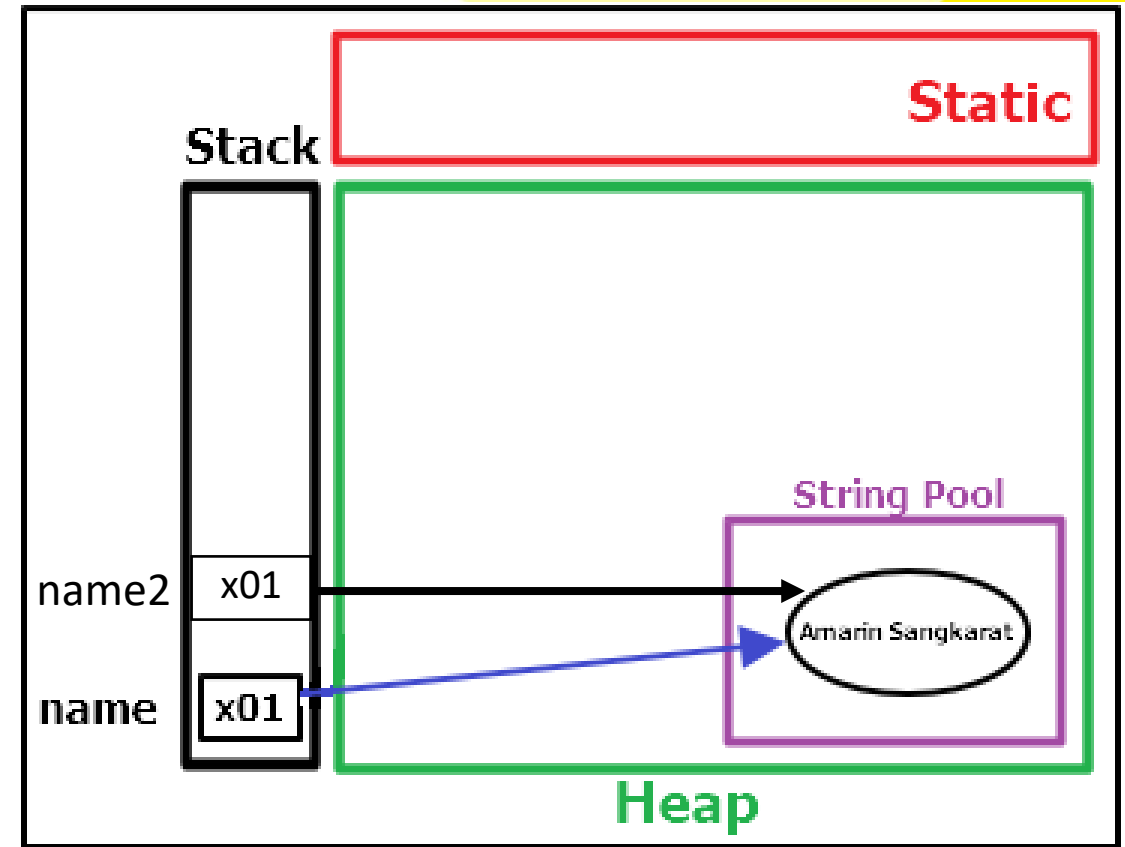 Static
Stack
String Pool
name2
x01
Amarin Sangkarat
name
x01
Heap